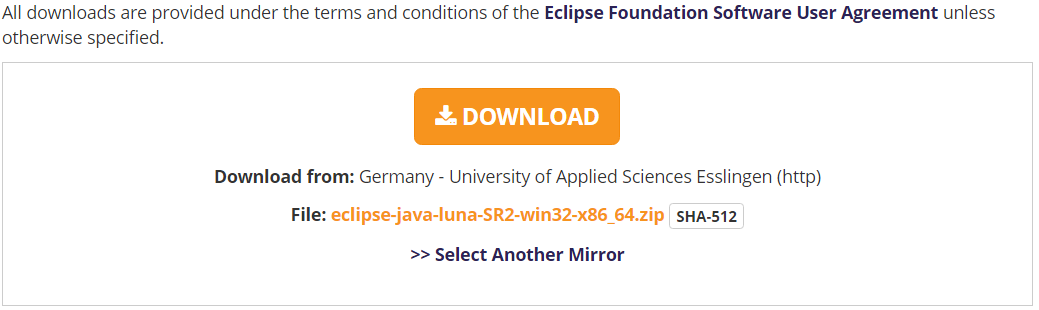 All downloads are provided under the terms and conditions of the Eclipse Foundation Software User Agreement unless
otherwise specified.
DOWNLOAD
Download from: Germany - University of Applied Sciences Esslingen (http)
File: eclipse-java-luna-SR2-win32-x86_64.zip SHA-512
>> Select Another Mirror